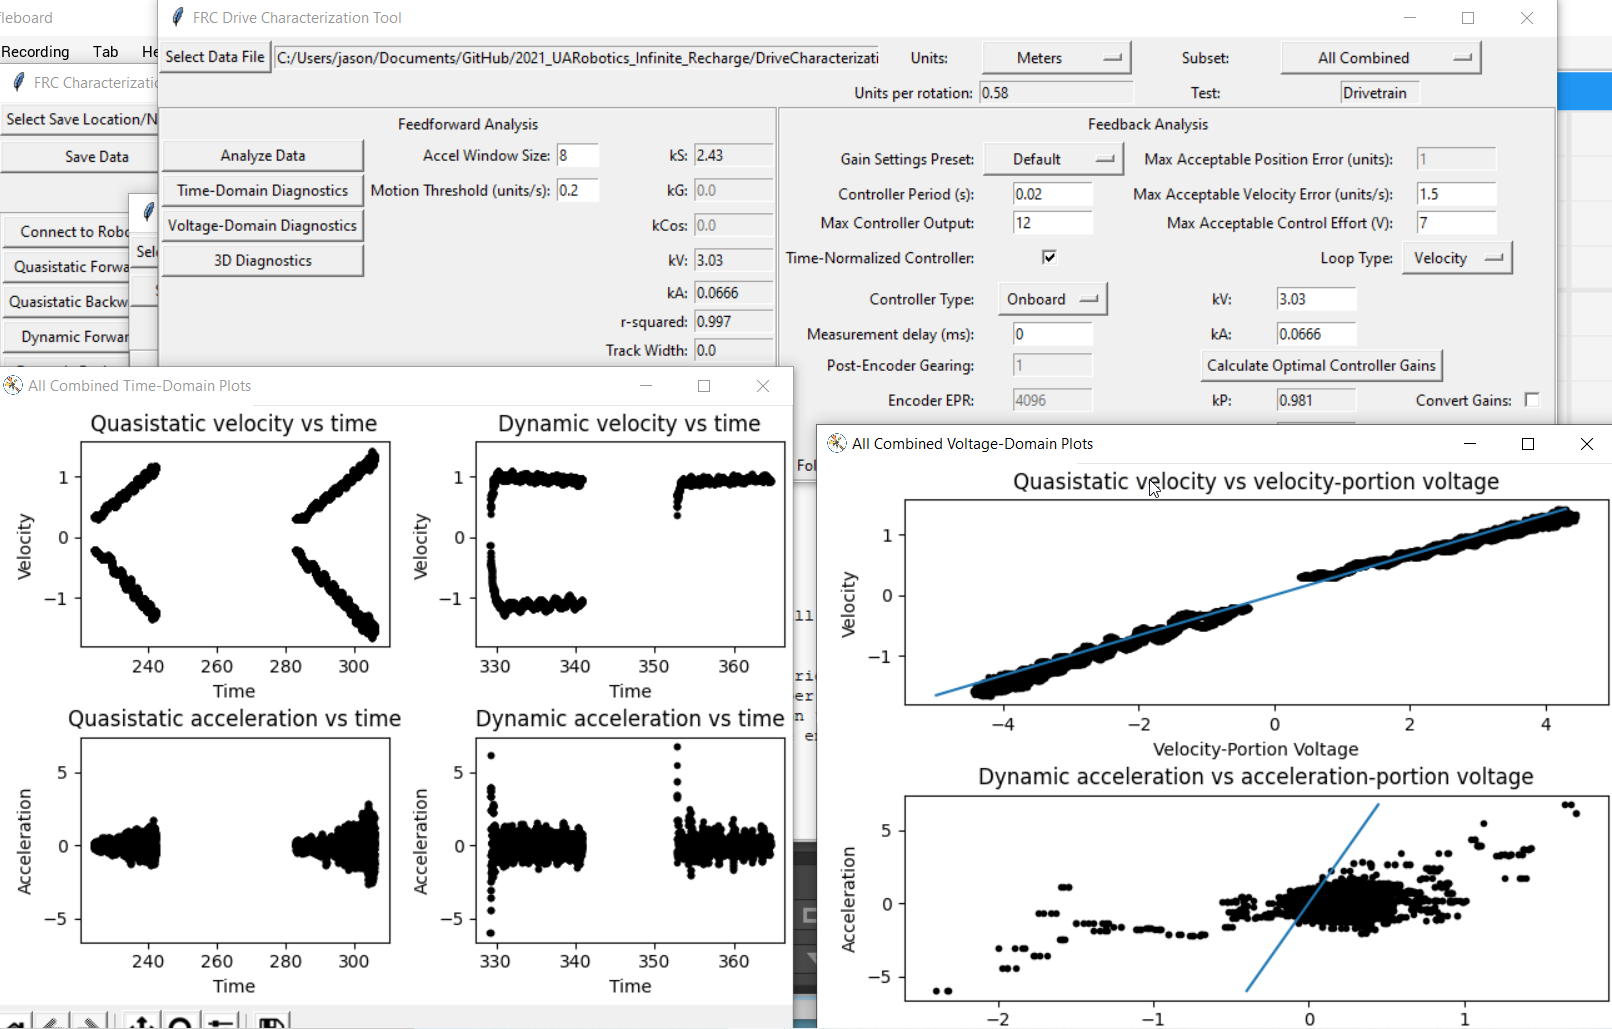 fleboard
Recording Tab He
FRC Characterizatic
Select Save Location/N
Save Data
Connect to Robo
Quasistatic Forwa
Quasistatic Backw
Dynamic Forwar
Sele
FRC Drive Characterization Tool
Select Data File C:/Users/jason/Documents/GitHub/2021_UARobotics_Infinite_Recharge/DriveCharacterizati Units: Meters Subset: All Combined
Units per rotation: 0.58 Test: Drivetrain
Feedforward Analysis
Analyze Data Accel Window Size: 8 kS: 2.43
Time-Domain Diagnostics Motion Threshold (units/s): 0.2 kG: 0.0
Voltage-Domain Diagnostics kCos: 0.0
3D Diagnostics kV: 3.03
kA: 0.0666
r-squared: 0.997
Track Width: 0.0
Feedback Analysis
Gain Settings Preset: Default Max Acceptable Position Error (units): 1
Controller Period (s): 0.02 Max Acceptable Velocity Error (units/s): 1.5
Max Controller Output: 12 Max Acceptable Control Effort (V): 7
Time-Normalized Controller: Loop Type: Velocity
Controller Type: Onboard kV: 3.03
Measurement delay (ms): 0 kA: 0.0666
Post-Encoder Gearing: 1 Calculate Optimal Controller Gains
Encoder EPR: 4096 kP: 0.981 Convert Gains:
Fol
All Combined Time-Domain Plots
Quasistatic velocity vs time
1
0
−1
Velocity
240 260 280 300
Time
Dynamic velocity vs time
1
0
−1
Velocity
330 340 350 360
Time
Quasistatic acceleration vs time
5
0
−5
Acceleration
240 260 280 300
Time
Dynamic acceleration vs time
5
0
−5
Acceleration
330 340 350 360
Time
ll
ric
er
n
e
All Combined Voltage-Domain Plots
Quasistatic velocity vs velocity-portion voltage
1
0
−1
Velocity
−4 −2 0 2 4
Velocity-Portion Voltage
Dynamic acceleration vs acceleration-portion voltage
5
0
−5
Acceleration
−2 −1 0 1